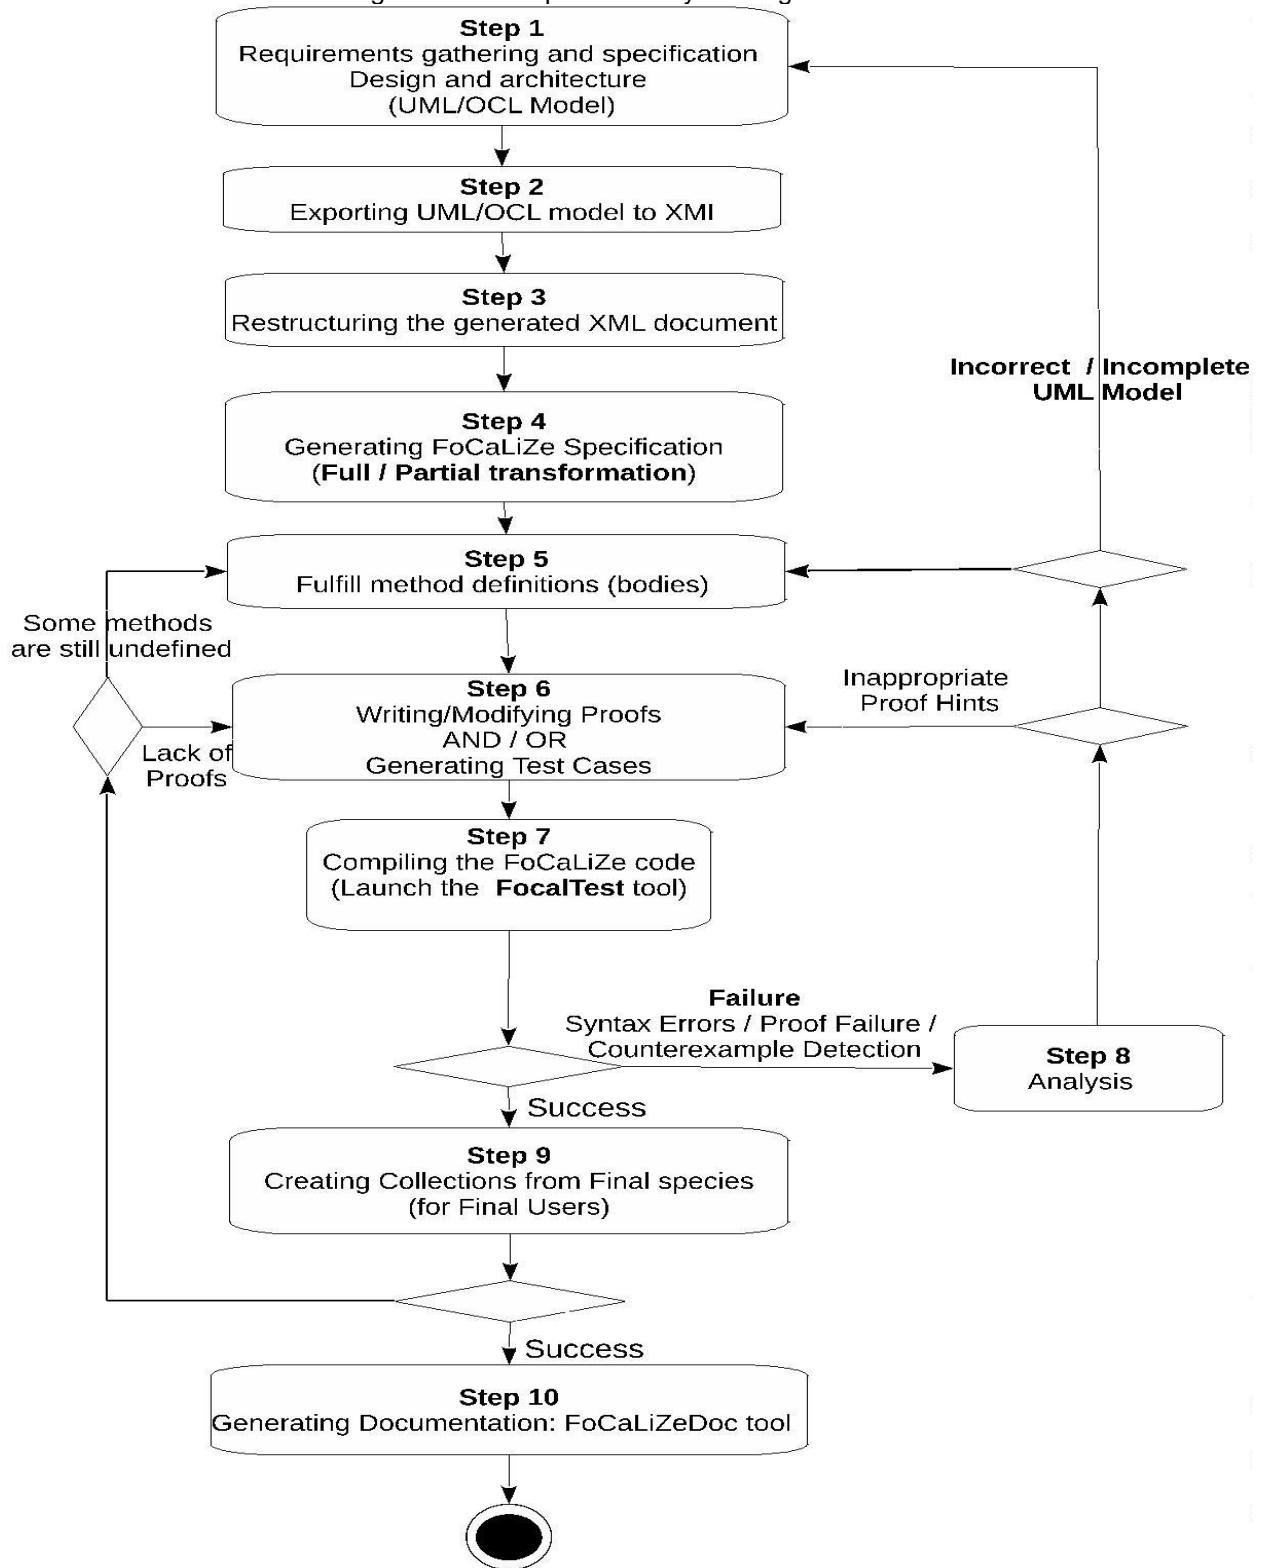 Step 1
Requirements gathering and specification
Design and architecture
(UML/OCL Model)
Step 2
Exporting UML/OCL model to XMI
Step 3
Restructuring the generated XML document
Incorrect / Incomplete
UML Model
Step 4
Generating FoCaLiZe Specification
(Full / Partial transformation)
Step 5
Fulfill method definitions (bodies)
Some methods
are still undefined
Step 6
Writing/Modifying Proofs
AND / OR
Generating Test Cases
Inappropriate
Proof Hints
Lack of
Proofs
Step 7
Compiling the FoCaLiZe code
(Launch the FocalTest tool)
Failure
Syntax Errors / Proof Failure /
Counterexample Detection
Step 8
Analysis
Success
Step 9
Creating Collections from Final species
(for Final Users)
Success
Step 10
Generating Documentation: FoCaLiZeDoc tool